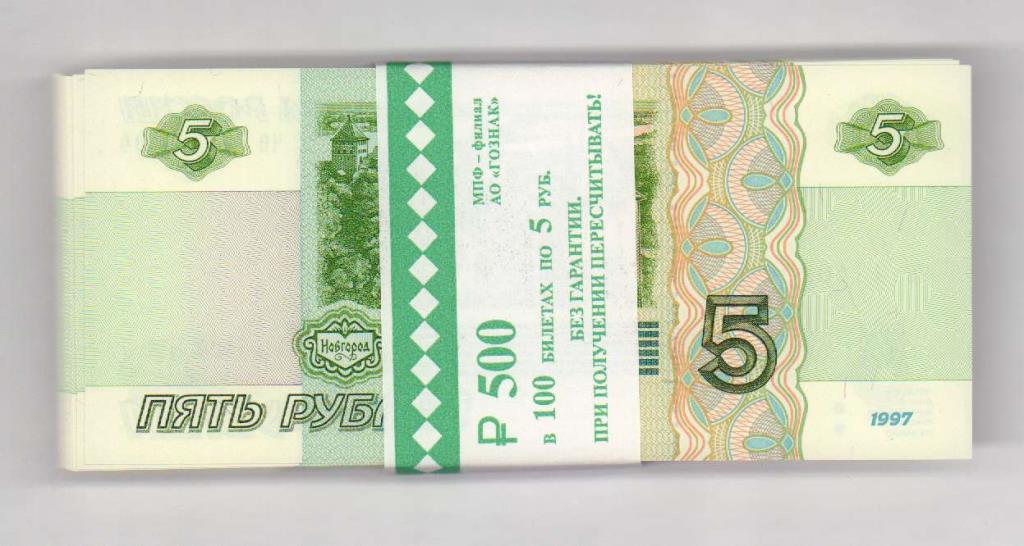 5
5
Новгород
ПЯТЬ РУБ
5
1997
МПФ – филиал
АО «ГОЗНАК»
₽ 500
в 100 БИЛЕТАХ ПО 5 РУБ.
БЕЗ ГАРАНТИИ.
ПРИ ПОЛУЧЕНИИ ПЕРЕСЧИТЫВАТЬ!